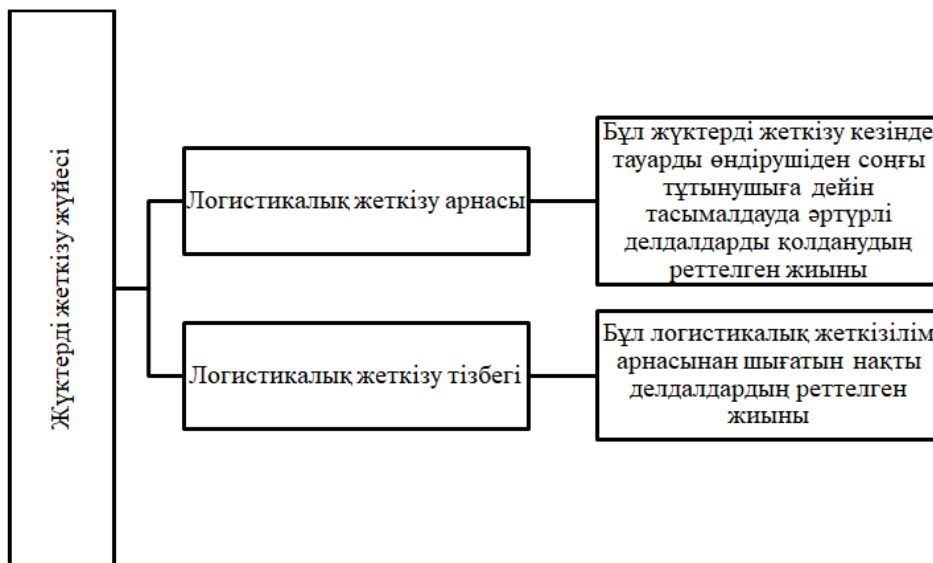 Жүктерді жеткізу жүйесі
Логистикалық жеткізу арнасы
Бұл жүктерді жеткізу кезінде
тауарды өндірушіден соңғы
тұтынушыға дейін
тасымалдауда әртүрлі
делдалдарды қолданудың
реттелген жиыны
Логистикалық жеткізу тізбегі
Бұл логистикалық жеткізілім
арнасынан шығатын нақты
делдалдардың реттелген
жиыны